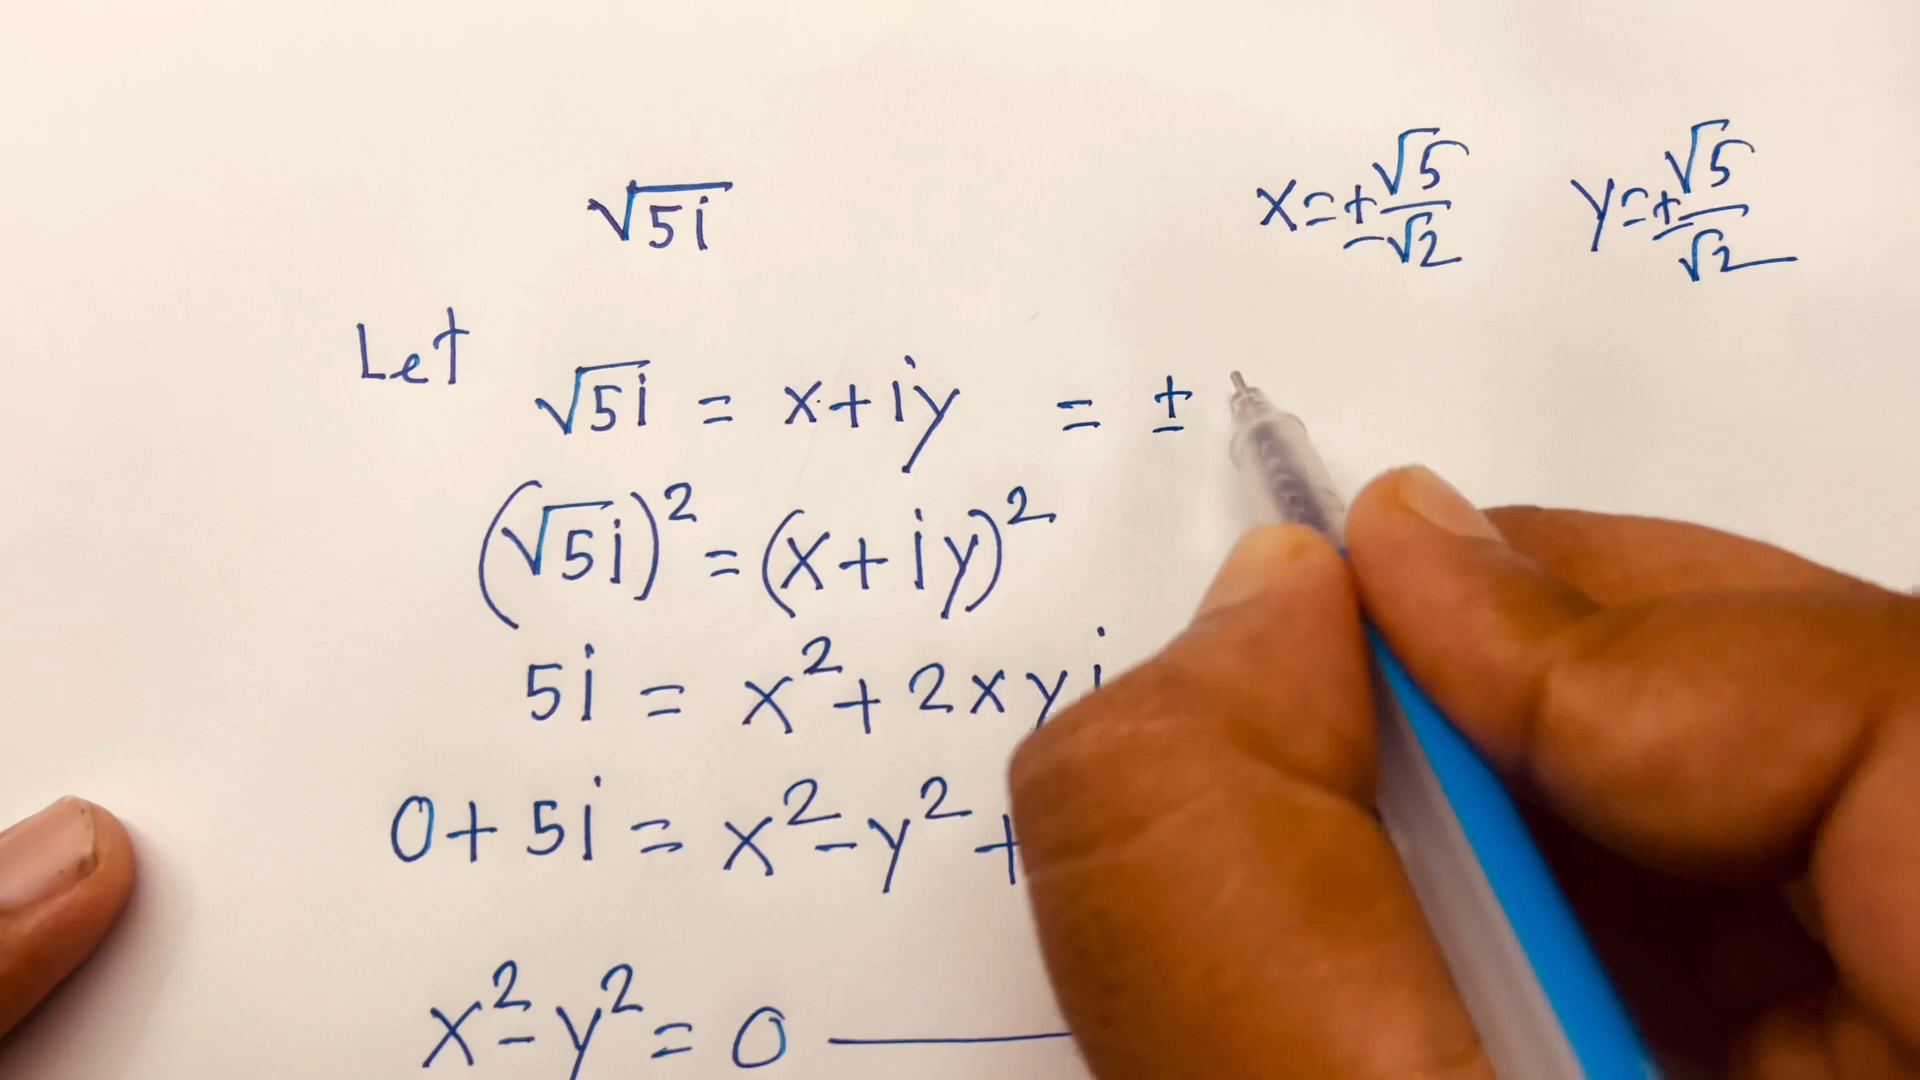 √5i
x=±√5/√2 y=±√5/√2
Let
√5i = x+iy = ±
(√5i)²=(x+iy)²
5i = x²+2xyi
0+5i = x²-y²+
x²-y²=0